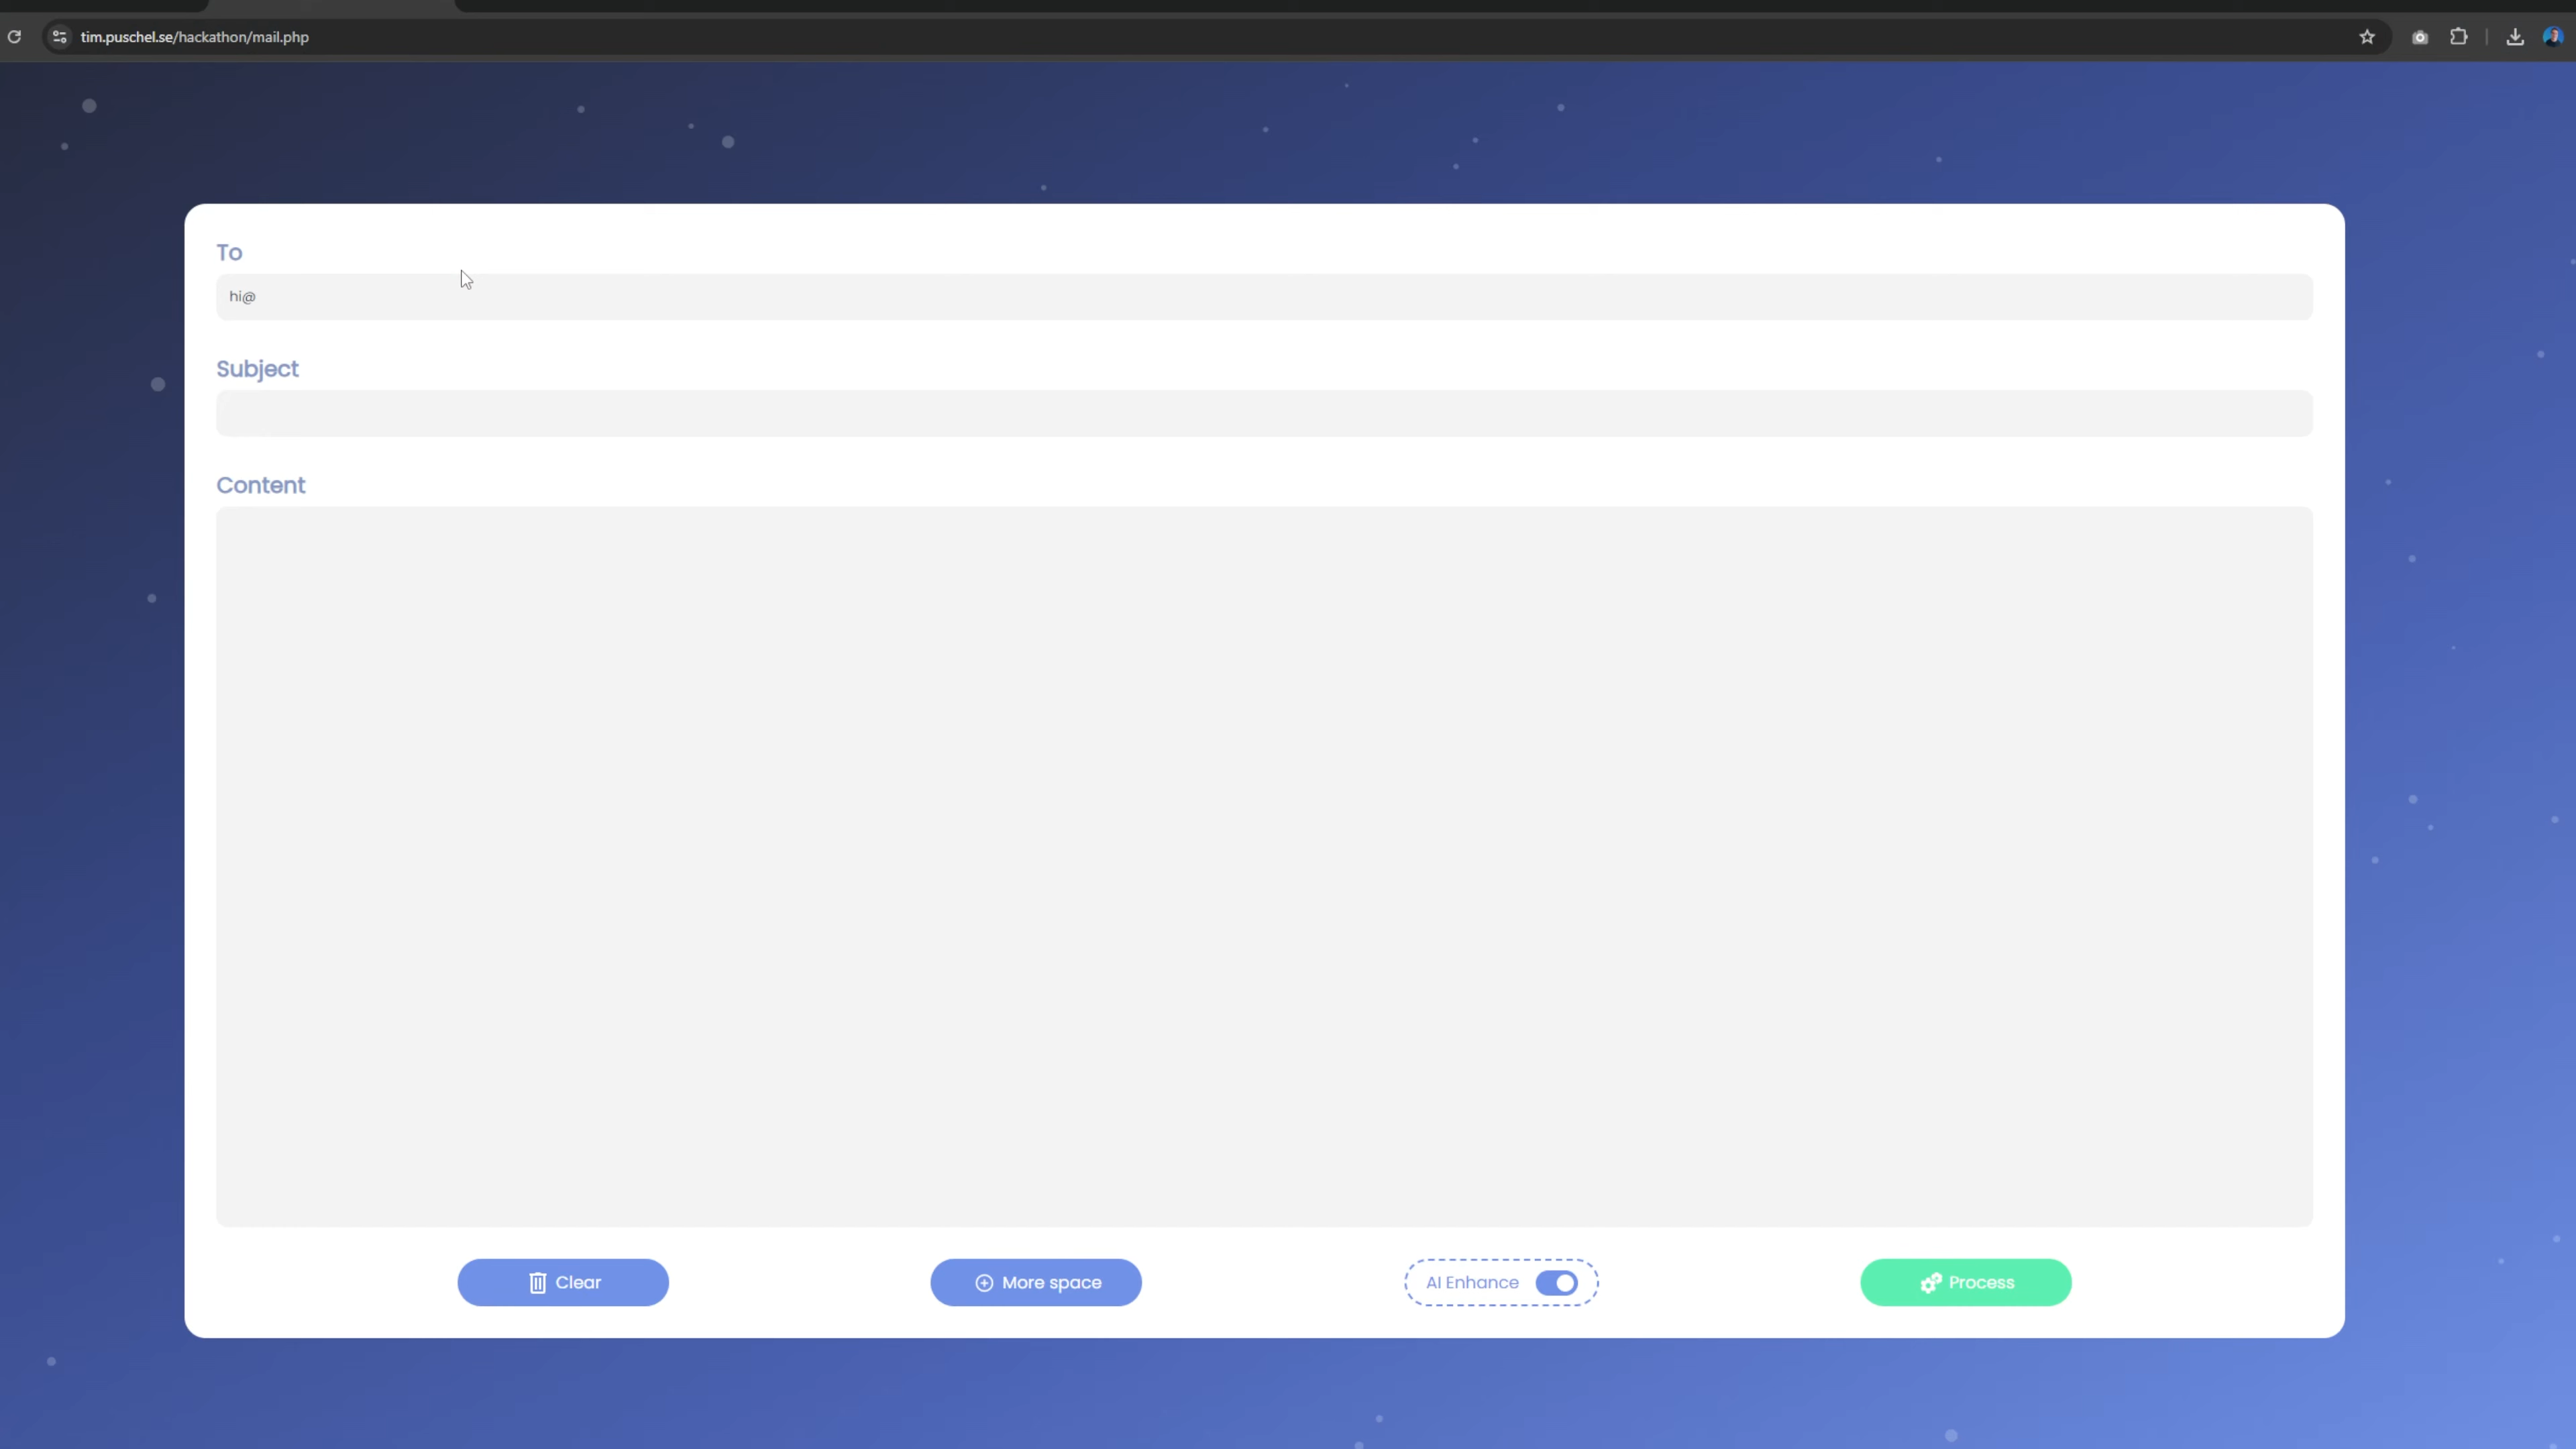 tim.puschel.se/hackathon/mail.php
To
hi@
Subject
Content
Clear
More space
AI Enhance
Process